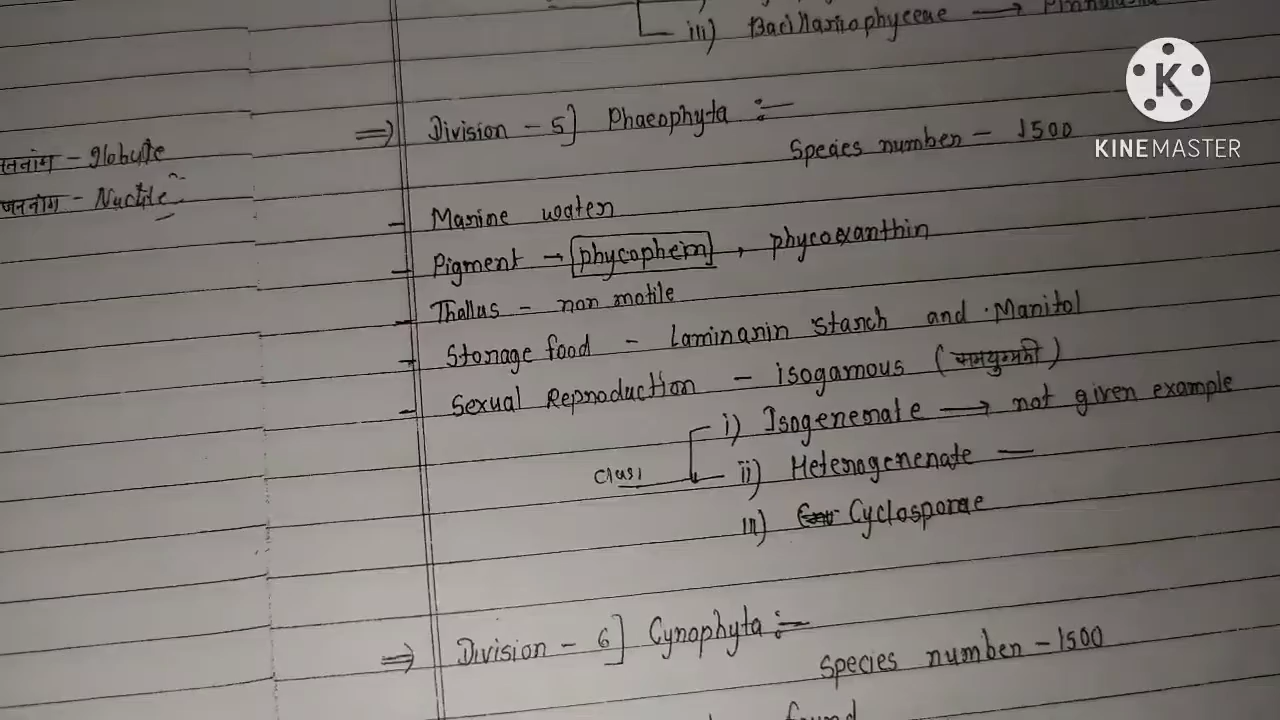 iii) Bacillariophyceae →
⇒ Division - 5] Phaeophyta :-
Species number - 1500
जननांग - globule
जननांग - Nucule
- Marine water
- Pigment → phycophein, phycoxanthin
- Thallus - non motile
- Storage food - Laminarin starch and Manitol
- Sexual Reproduction - isogamous (समयुग्मकी)
i) Isogenerate → not given example
Class
ii) Heterogenerate -
iii) Cyclosporae
⇒ Division - 6] Cynophyta :-
Species number - 1500
found
K
KINEMASTER